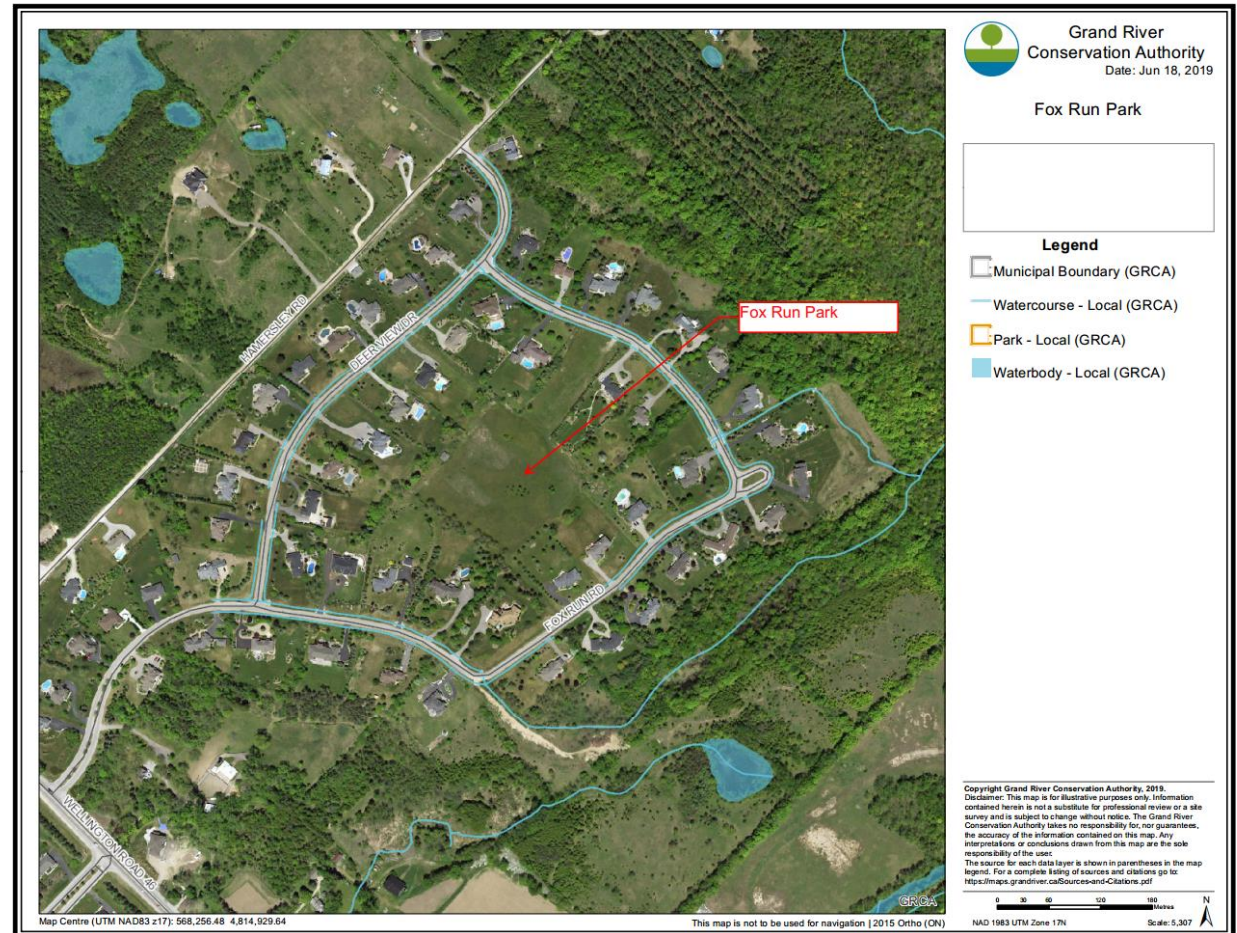 Grand River
Conservation Authority
Date: Jun 18, 2019
Fox Run Park
Legend
Municipal Boundary (GRCA)
Watercourse - Local (GRCA)
Park - Local (GRCA)
Waterbody - Local (GRCA)
HAMERSLEY RD
DEER VIEW DR
Fox Run Park
FOX RUN RD
WELLINGTON ROAD 46
GRCA
Copyright Grand River Conservation Authority, 2019.
Disclaimer: This map is for illustrative purposes only. Information
contained herein is not a substitute for professional review or a site
survey and is subject to change without notice. The Grand River
Conservation Authority takes no responsibility for, nor guarantees,
the accuracy of the information contained on this map. Any
interpretations or conclusions drawn from this map are the sole
responsibility of the user.
The source for each data layer is shown in parentheses in the map
legend. For a complete listing of sources and citations go to:
https://maps.grandriver.ca/Sources-and-Citations.pdf
0 30 60 120 180
Metres
N
NAD 1983 UTM Zone 17N Scale: 5,307
Map Centre (UTM NAD83 z17): 568,256.48 4,814,929.64
This map is not to be used for navigation | 2015 Ortho (ON)